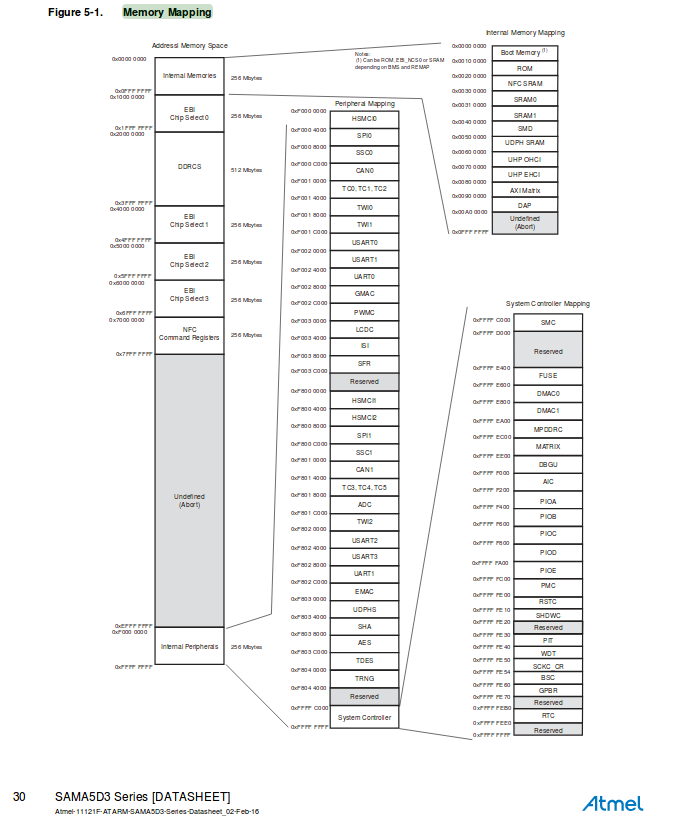 Figure 5-1. Memory Mapping
Internal Memory Mapping
Address Memory Space
Notes:
(1) Can be ROM, EBI_NCS0 or SRAM
depending on BMS and REMAP
0x0000 0000
Internal Memories
256 Mbytes
0x0FFF FFFF
0x1000 0000
EBI
Chip Select 0
256 Mbytes
0x1FFF FFFF
0x2000 0000
DDRCS
512 Mbytes
0x3FFF FFFF
0x4000 0000
EBI
Chip Select 1
256 Mbytes
0x4FFF FFFF
0x5000 0000
EBI
Chip Select 2
256 Mbytes
0x5FFF FFFF
0x6000 0000
EBI
Chip Select 3
256 Mbytes
0x6FFF FFFF
0x7000 0000
NFC
Command Registers
256 Mbytes
0x7FFF FFFF
Undefined
(Abort)
0xEFFF FFFF
0xF000 0000
Internal Peripherals
256 Mbytes
0xFFFF FFFF
Peripheral Mapping
0xF000 0000
HSMCI0
0xF000 4000
SPI0
0xF000 8000
SSC0
0xF000 C000
CAN0
0xF001 0000
TC0, TC1, TC2
0xF001 4000
TWI0
0xF001 8000
TWI1
0xF001 C000
USART0
0xF002 0000
USART1
0xF002 4000
UART0
0xF002 8000
GMAC
0xF002 C000
PWMC
0xF003 0000
LCDC
0xF003 4000
ISI
0xF003 8000
SFR
0xF003 C000
Reserved
0xF800 0000
HSMCI1
0xF800 4000
HSMCI2
0xF800 8000
SPI1
0xF800 C000
SSC1
0xF801 0000
CAN1
0xF801 4000
TC3, TC4, TC5
0xF801 8000
ADC
0xF801 C000
TWI2
0xF802 0000
USART2
0xF802 4000
USART3
0xF802 8000
UART1
0xF802 C000
EMAC
0xF803 0000
UDPHS
0xF803 4000
SHA
0xF803 8000
AES
0xF803 C000
TDES
0xF804 0000
TRNG
0xF804 4000
Reserved
0xFFFF C000
System Controller
0xFFFF FFFF
0x0000 0000
Boot Memory (1)
0x0010 0000
ROM
0x0020 0000
NFC SRAM
0x0030 0000
SRAM0
0x0031 0000
SRAM1
0x0040 0000
SMD
0x0050 0000
UDPH SRAM
0x0060 0000
UHP OHCI
0x0070 0000
UHP EHCI
0x0080 0000
AXI Matrix
0x0090 0000
DAP
0x00A0 0000
Undefined
(Abort)
0x0FFF FFFF
System Controller Mapping
0xFFFF C000
SMC
0xFFFF D000
Reserved
0xFFFF E400
FUSE
0xFFFF E600
DMAC0
0xFFFF E800
DMAC1
0xFFFF EA00
MPDDRC
0xFFFF EC00
MATRIX
0xFFFF EE00
DBGU
0xFFFF F000
AIC
0xFFFF F200
PIOA
0xFFFF F400
PIOB
0xFFFF F600
PIOC
0xFFFF F800
PIOD
0xFFFF FA00
PIOE
0xFFFF FC00
PMC
0xFFFF FE00
RSTC
0xFFFF FE10
SHDWC
0xFFFF FE20
Reserved
0xFFFF FE30
PIT
0xFFFF FE40
WDT
0xFFFF FE50
SCKC_CR
0xFFFF FE54
BSC
0xFFFF FE60
GPBR
0xFFFF FE70
Reserved
0xFFFF FEB0
RTC
0xFFFF FEE0
Reserved
0xFFFF FFFF
30 SAMA5D3 Series [DATASHEET]
Atmel-11121F-ATARM-SAMA5D3-Series-Datasheet_02-Feb-16
Atmel